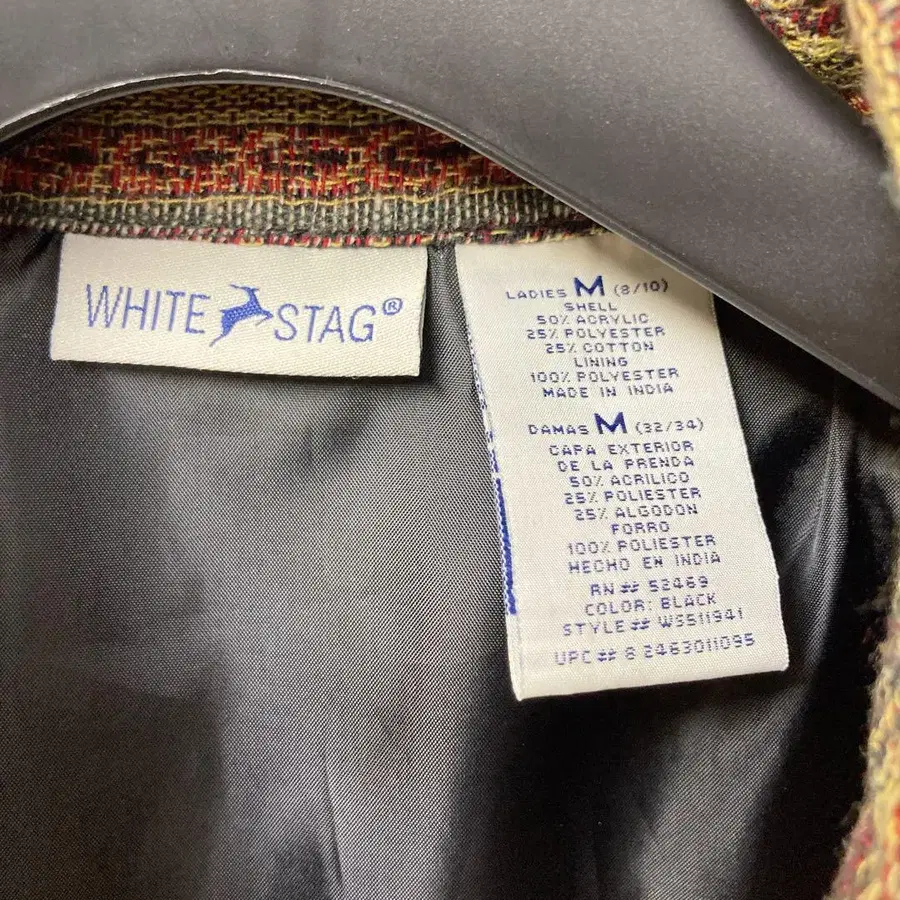 WHITE STAG®
LADIES M (8/10)
SHELL
50% ACRYLIC
25% POLYESTER
25% COTTON
LINING
100% POLYESTER
MADE IN INDIA
DAMAS M (32/34)
CAPA EXTERIOR
DE LA PRENDA
50% ACRILICO
25% POLIESTER
25% ALGODON
FORRO
100% POLIESTER
HECHO EN INDIA
RN## 52469
COLOR: BLACK
STYLE## WS511941
UPC## 8 2463011095